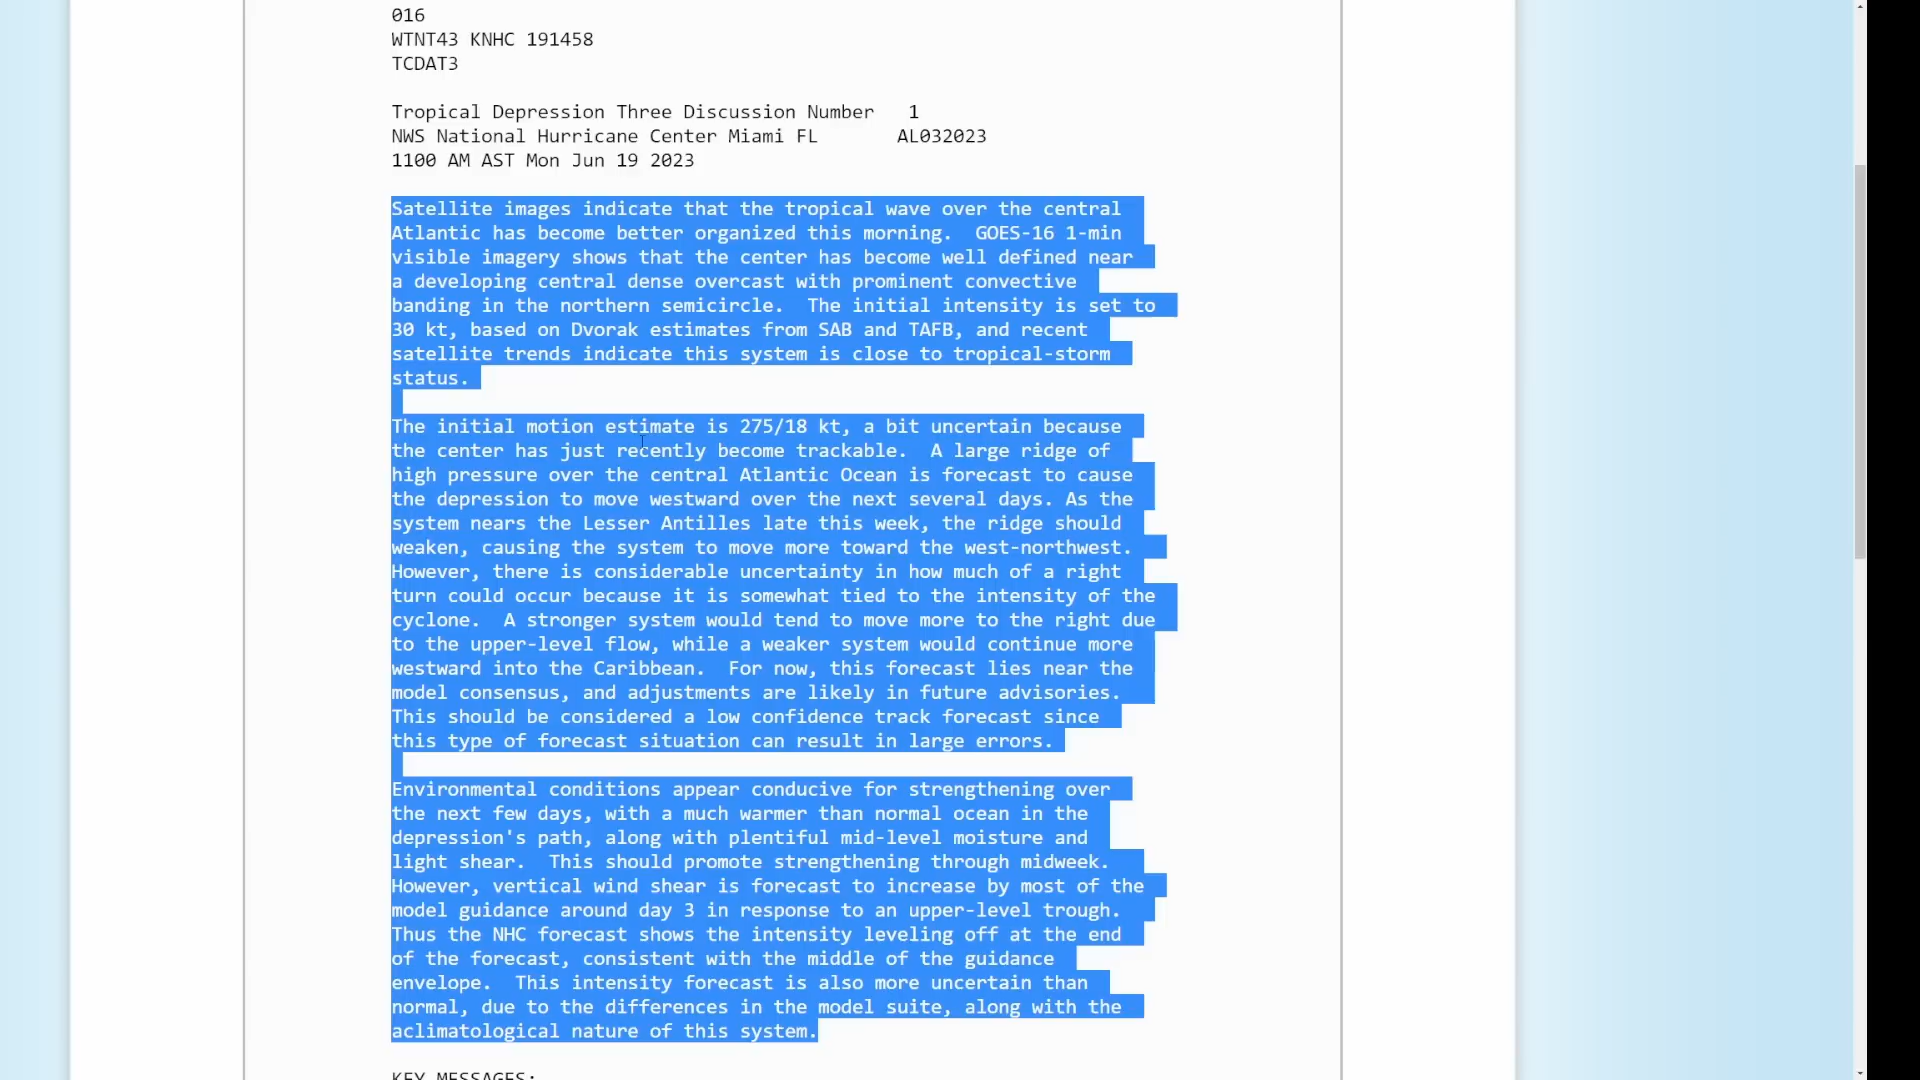 016
WTNT43 KNHC 191458
TCDAT3
Tropical Depression Three Discussion Number   1
NWS National Hurricane Center Miami FL       AL032023
1100 AM AST Mon Jun 19 2023
Satellite images indicate that the tropical wave over the central
Atlantic has become better organized this morning.  GOES-16 1-min
visible imagery shows that the center has become well defined near
a developing central dense overcast with prominent convective
banding in the northern semicircle.  The initial intensity is set to
30 kt, based on Dvorak estimates from SAB and TAFB, and recent
satellite trends indicate this system is close to tropical-storm
status.
The initial motion estimate is 275/18 kt, a bit uncertain because
the center has just recently become trackable.  A large ridge of
high pressure over the central Atlantic Ocean is forecast to cause
the depression to move westward over the next several days. As the
system nears the Lesser Antilles late this week, the ridge should
weaken, causing the system to move more toward the west-northwest.
However, there is considerable uncertainty in how much of a right
turn could occur because it is somewhat tied to the intensity of the
cyclone.  A stronger system would tend to move more to the right due
to the upper-level flow, while a weaker system would continue more
westward into the Caribbean.  For now, this forecast lies near the
model consensus, and adjustments are likely in future advisories.
This should be considered a low confidence track forecast since
this type of forecast situation can result in large errors.
Environmental conditions appear conducive for strengthening over
the next few days, with a much warmer than normal ocean in the
depression's path, along with plentiful mid-level moisture and
light shear.  This should promote strengthening through midweek.
However, vertical wind shear is forecast to increase by most of the
model guidance around day 3 in response to an upper-level trough.
Thus the NHC forecast shows the intensity leveling off at the end
of the forecast, consistent with the middle of the guidance
envelope.  This intensity forecast is also more uncertain than
normal, due to the differences in the model suite, along with the
aclimatological nature of this system.
KEY MESSAGES: